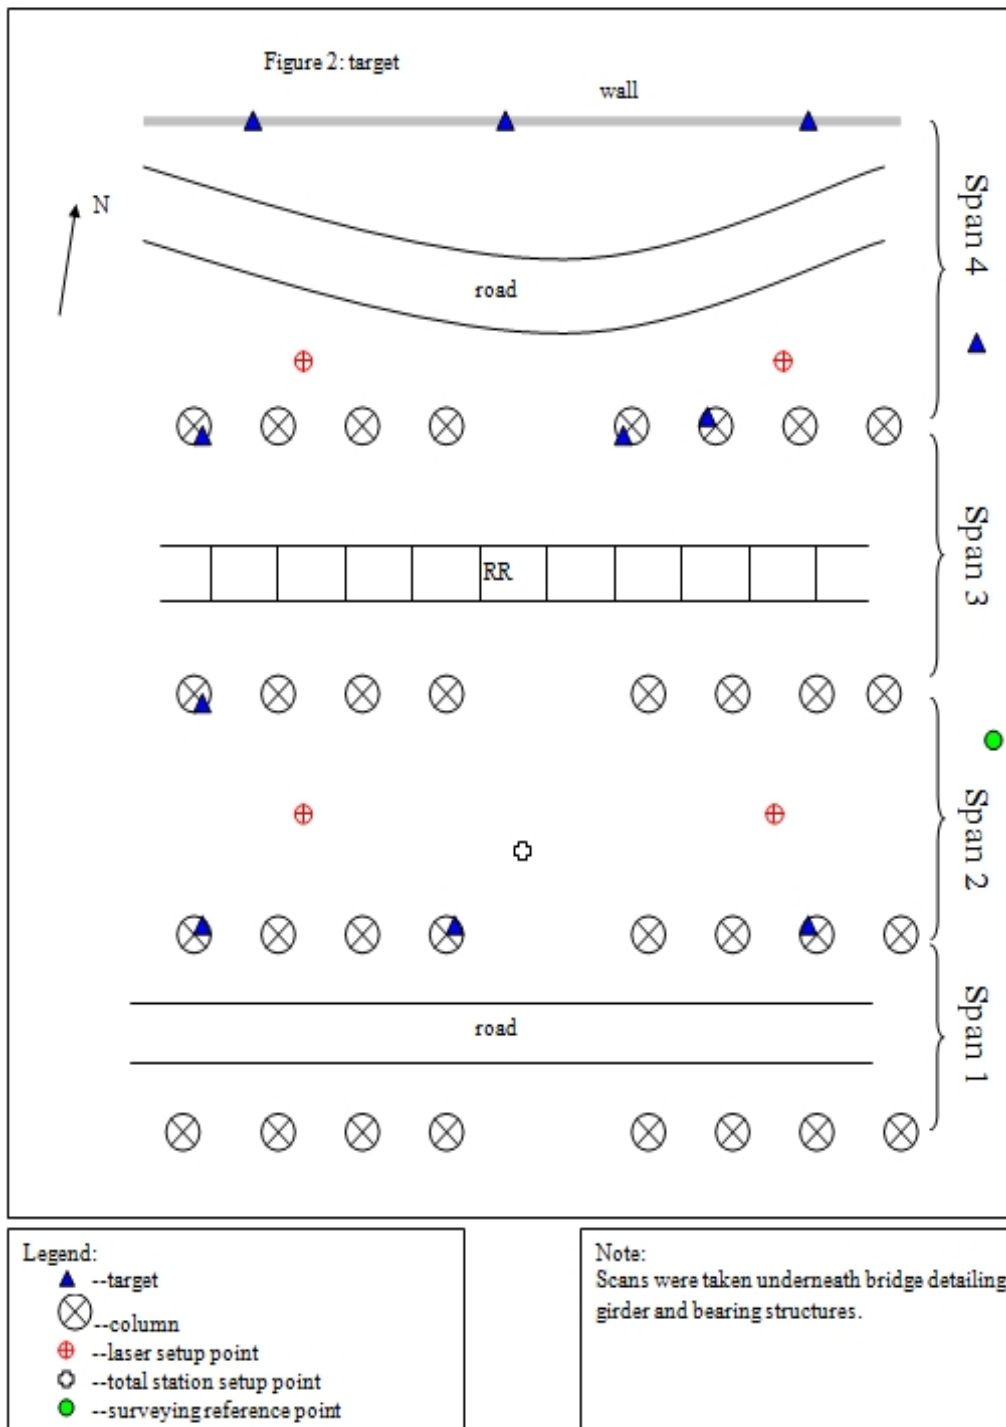 Figure 2: target
wall
N
Span 4
road
Span 3
RR
Span 2
Span 1
road
Legend:
--target
--column
--laser setup point
--total station setup point
--surveying reference point
Note:
Scans were taken underneath bridge detailing
girder and bearing structures.